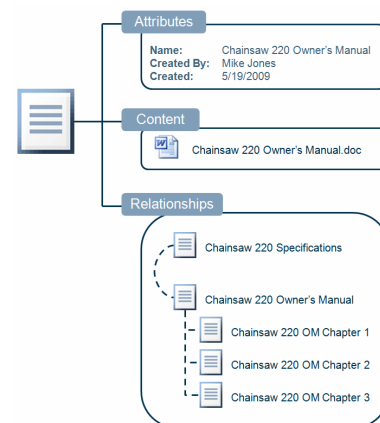 Attributes
Name: Chainsaw 220 Owner's Manual
Created By: Mike Jones
Created: 5/19/2009
Content
Chainsaw 220 Owner's Manual.doc
Relationships
Chainsaw 220 Specifications
Chainsaw 220 Owner's Manual
Chainsaw 220 OM Chapter 1
Chainsaw 220 OM Chapter 2
Chainsaw 220 OM Chapter 3